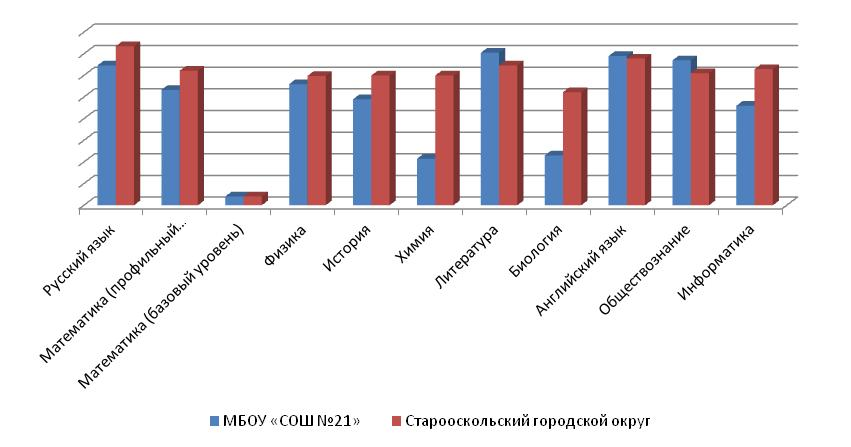 Русский язык
Математика (профильный...
Математика (базовый уровень)
Физика
История
Химия
Литература
Биология
Английский язык
Обществознание
Информатика
МБОУ «СОШ №21»
Старооскольский городской округ